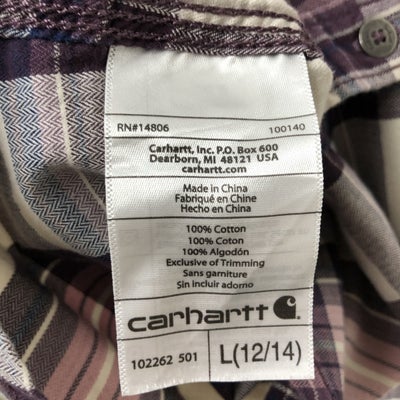 RN#14806 100140
Carhartt, Inc. P.O. Box 600
Dearborn, MI 48121 USA
carhartt.com
Made in China
Fabriqué en Chine
Hecho en China
100% Cotton
100% Coton
100% Algodón
Exclusive of Trimming
Sans garniture
Sin incluir adorno
carhartt
102262 501 L(12/14)